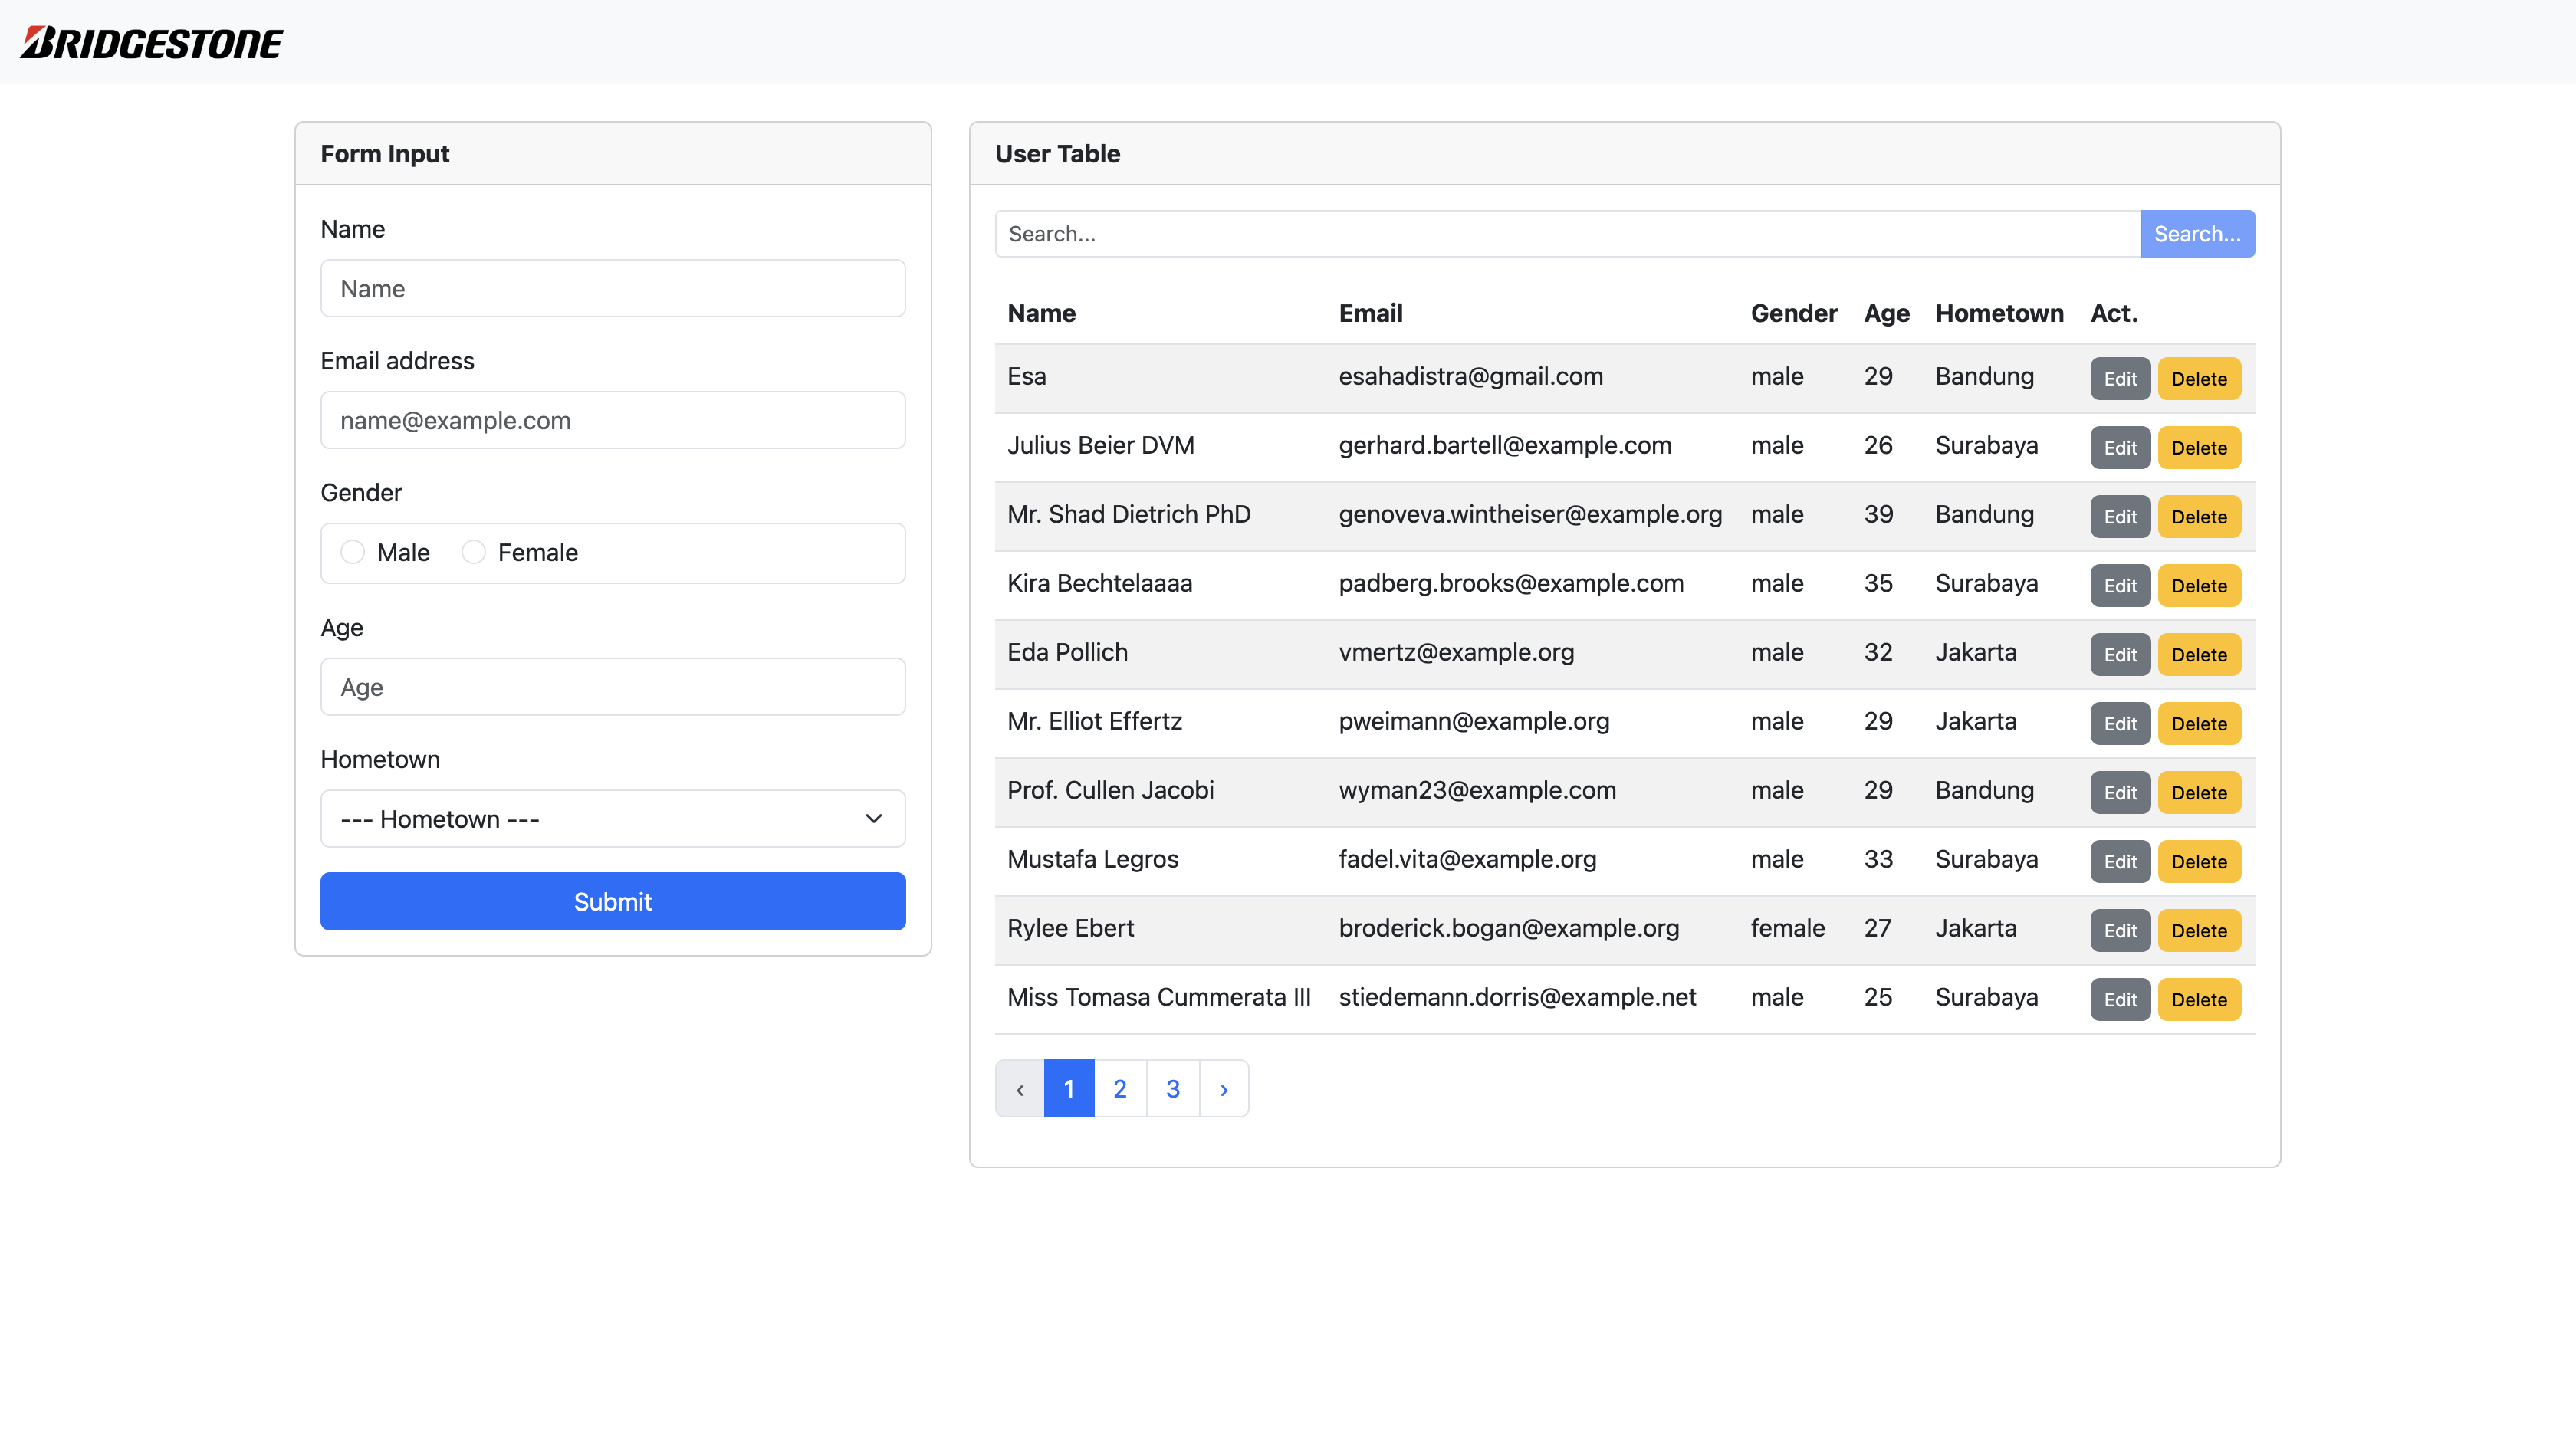 BRIDGESTONE
Form Input
Name
Name
Email address
name@example.com
Gender
Male Female
Age
Age
Hometown
--- Hometown ---
Submit
User Table
Search... Search...
Name Email Gender Age Hometown Act.
Esa esahadistra@gmail.com male 29 Bandung Edit Delete
Julius Beier DVM gerhard.bartell@example.com male 26 Surabaya Edit Delete
Mr. Shad Dietrich PhD genoveva.wintheiser@example.org male 39 Bandung Edit Delete
Kira Bechtelaaaa padberg.brooks@example.com male 35 Surabaya Edit Delete
Eda Pollich vmertz@example.org male 32 Jakarta Edit Delete
Mr. Elliot Effertz pweimann@example.org male 29 Jakarta Edit Delete
Prof. Cullen Jacobi wyman23@example.com male 29 Bandung Edit Delete
Mustafa Legros fadel.vita@example.org male 33 Surabaya Edit Delete
Rylee Ebert broderick.bogan@example.org female 27 Jakarta Edit Delete
Miss Tomasa Cummerata III stiedemann.dorris@example.net male 25 Surabaya Edit Delete
‹ 1 2 3 ›